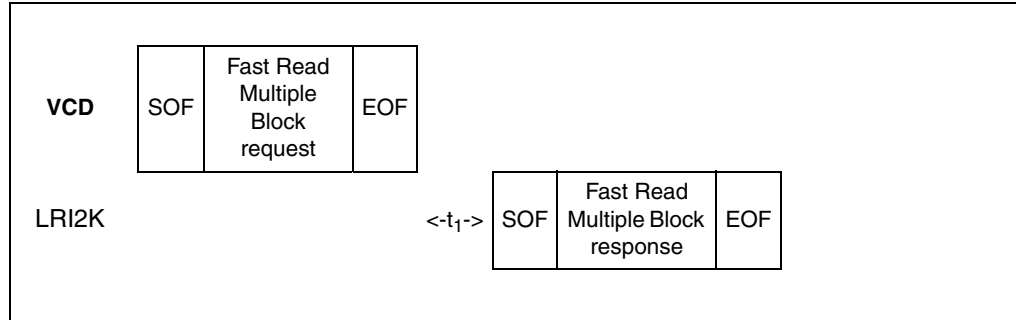 VCD SOF Fast Read Multiple Block request EOF
LRI2K <-t₁-> SOF Fast Read Multiple Block response EOF